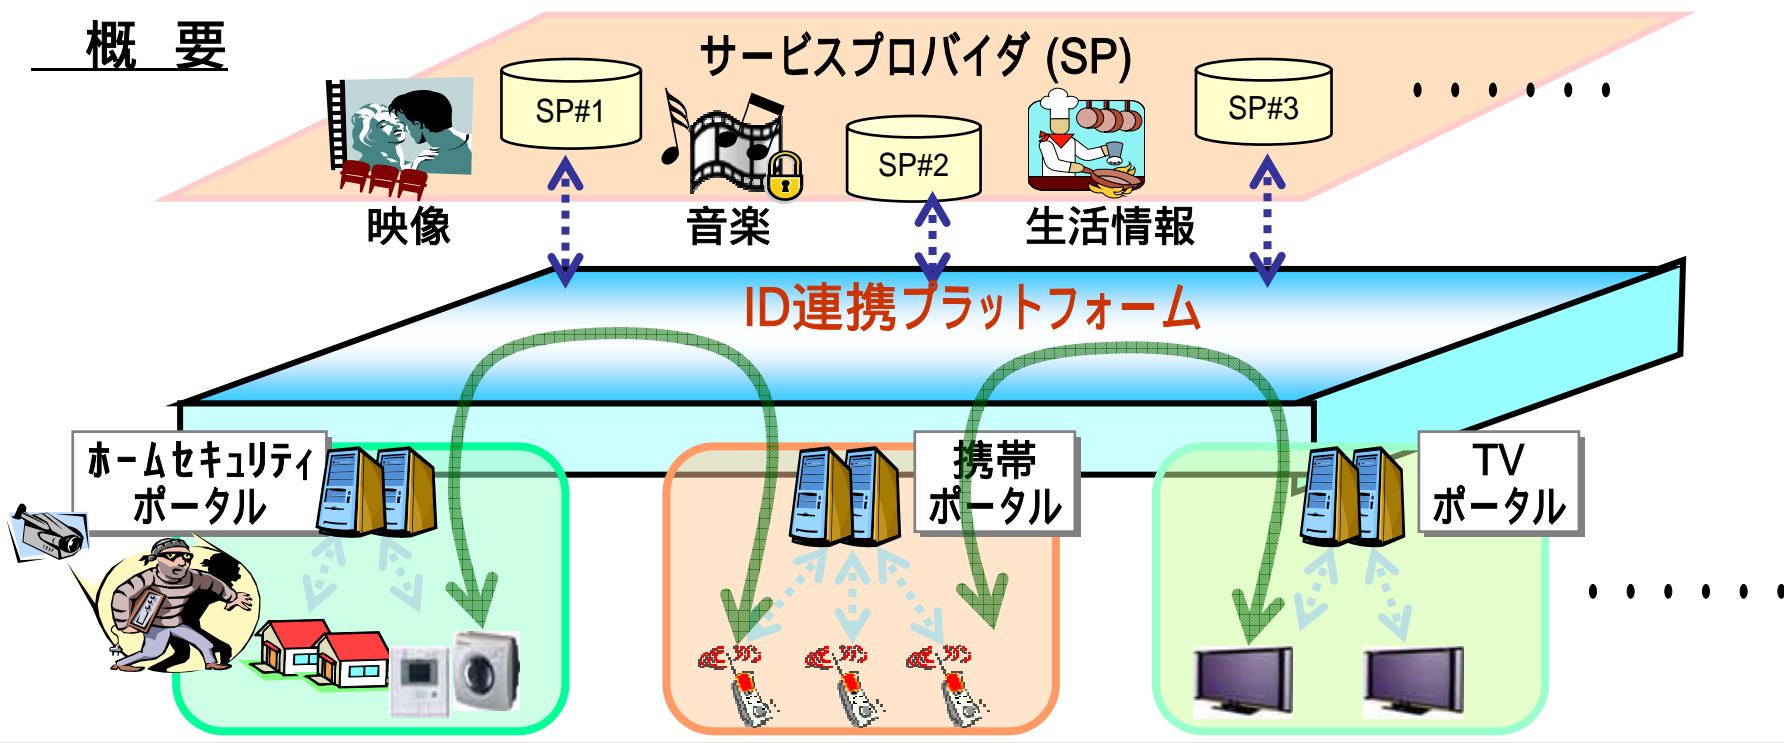 概 要
サービスプロバイダ (SP)
SP#1
SP#2
SP#3
・・・・・・
映像
音楽
生活情報
ID連携プラットフォーム
ホームセキュリティ
ポータル
携帯
ポータル
TV
ポータル
・・・・・・